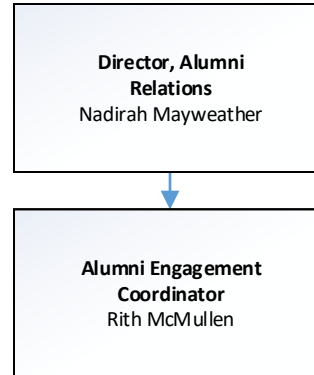 Director, Alumni
Relations
Nadirah Mayweather
Alumni Engagement
Coordinator
Rith McMullen